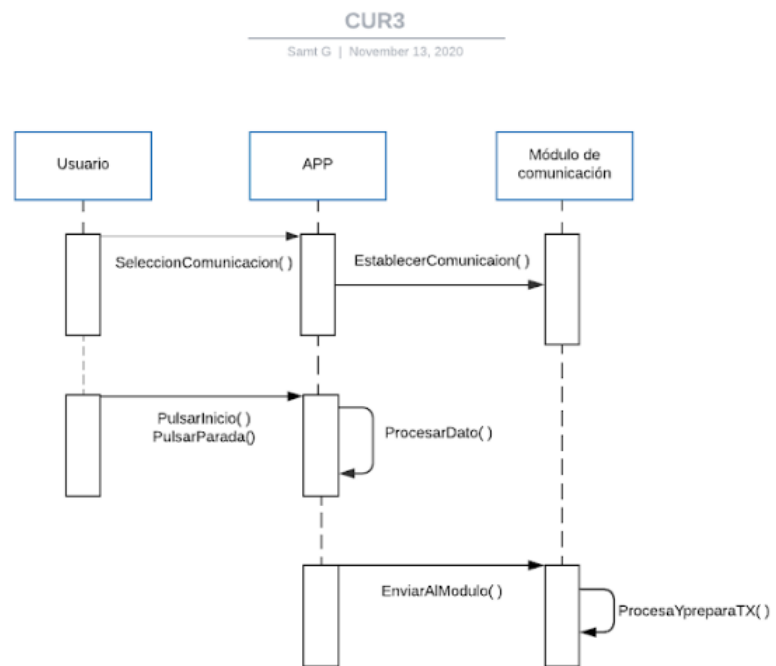 CUR3
Samt G | November 13, 2020
Usuario
APP
Módulo de
comunicación
SeleccionComunicacion( )
EstablecerComunicaion( )
PulsarInicio( )
PulsarParada()
ProcesarDato( )
EnviarAlModulo( )
ProcesaYpreparaTX( )